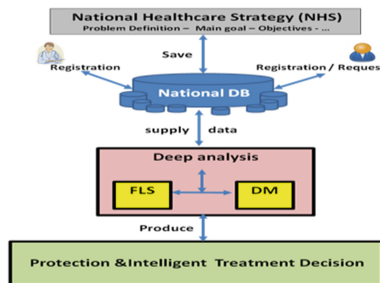 National Healthcare Strategy (NHS)
Problem Definition – Main goal – Objectives - ...
Save
Registration
Registration / Reques
National DB
supply data
Deep analysis
FLS
DM
Produce
Protection &Intelligent Treatment Decision